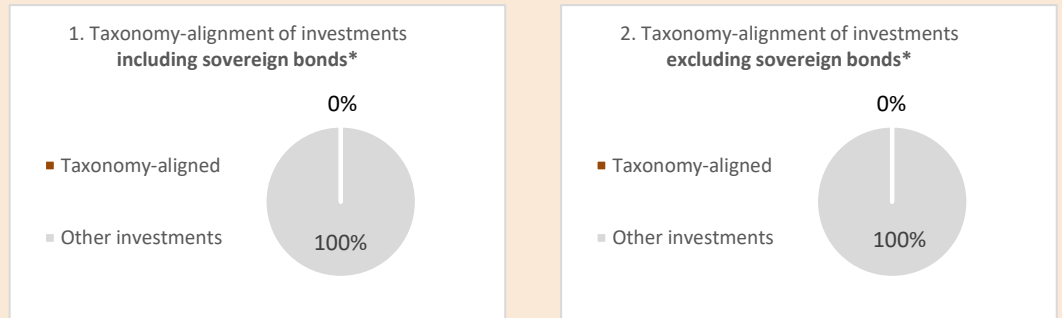 1. Taxonomy-alignment of investments
including sovereign bonds*
0%
Taxonomy-aligned
Other investments
100%
2. Taxonomy-alignment of investments
excluding sovereign bonds*
0%
Taxonomy-aligned
Other investments
100%